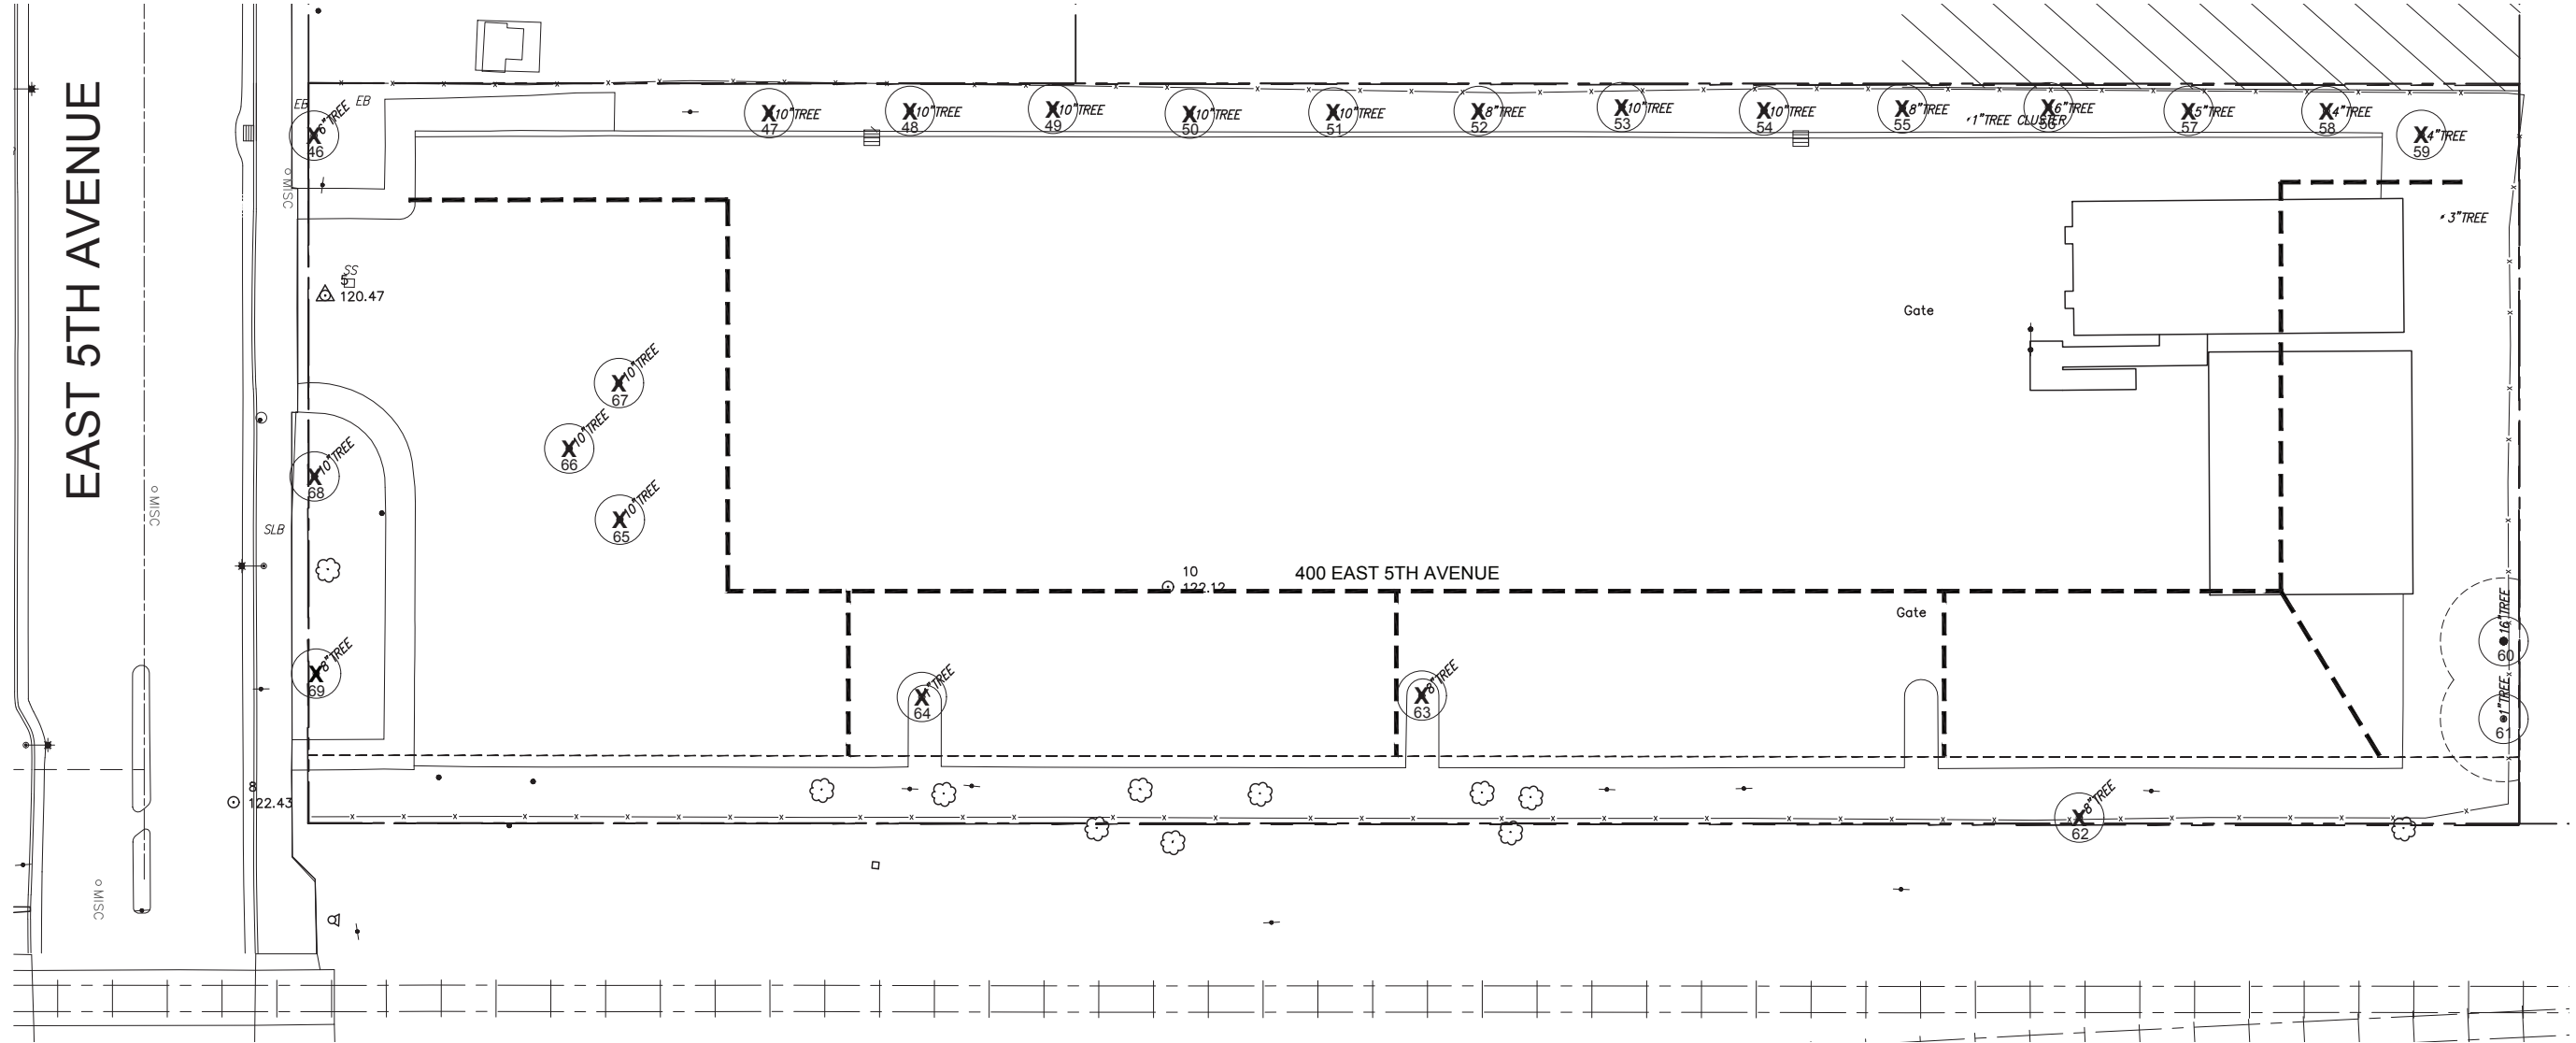 EAST 5TH AVENUE
EB
EB
6"TREE
46
10"TREE
47
10"TREE
48
10"TREE
49
10"TREE
50
10"TREE
51
8"TREE
52
10"TREE
53
10"TREE
54
8"TREE
55
1"TREE CLUSTER
6"TREE
56
5"TREE
57
4"TREE
58
4"TREE
59
MISC
3"TREE
SS
5
120.47
Gate
10"TREE
67
10"TREE
66
10"TREE
65
10"TREE
68
MISC
SLB
10
122.12
400 EAST 5TH AVENUE
Gate
16"TREE
60
1"TREE
61
8"TREE
69
TREE
64
8"TREE
63
8
122.43
8"TREE
62
MISC